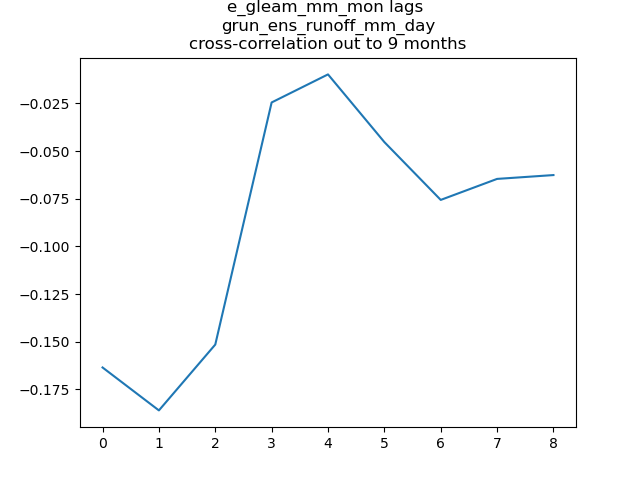 e_gleam_mm_mon lags
grun_ens_runoff_mm_day
cross-correlation out to 9 months
−0.025
−0.050
−0.075
−0.100
−0.125
−0.150
−0.175
0 1 2 3 4 5 6 7 8